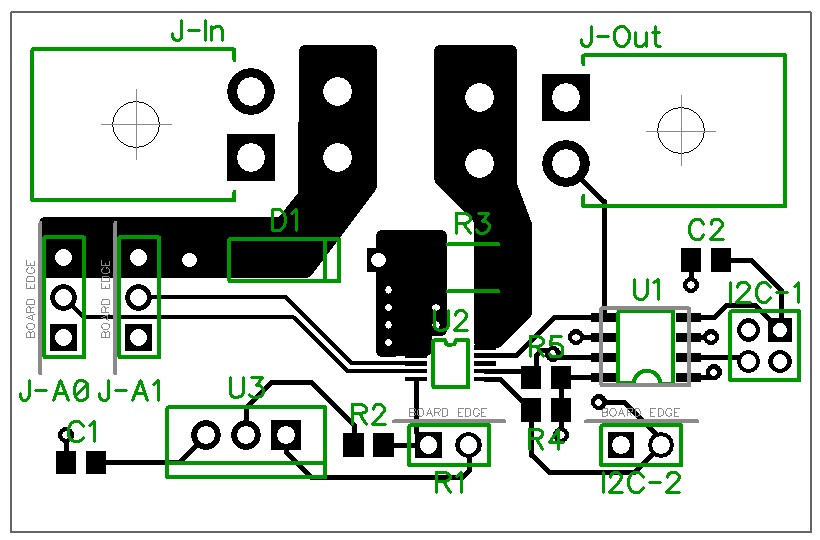 J-In
J-Out
D1
R3
C2
BOARD EDGE
BOARD EDGE
U1
I2C-1
U2
R5
J-A0
J-A1
U3
R2
BOARD EDGE
BOARD EDGE
C1
R4
R1
I2C-2